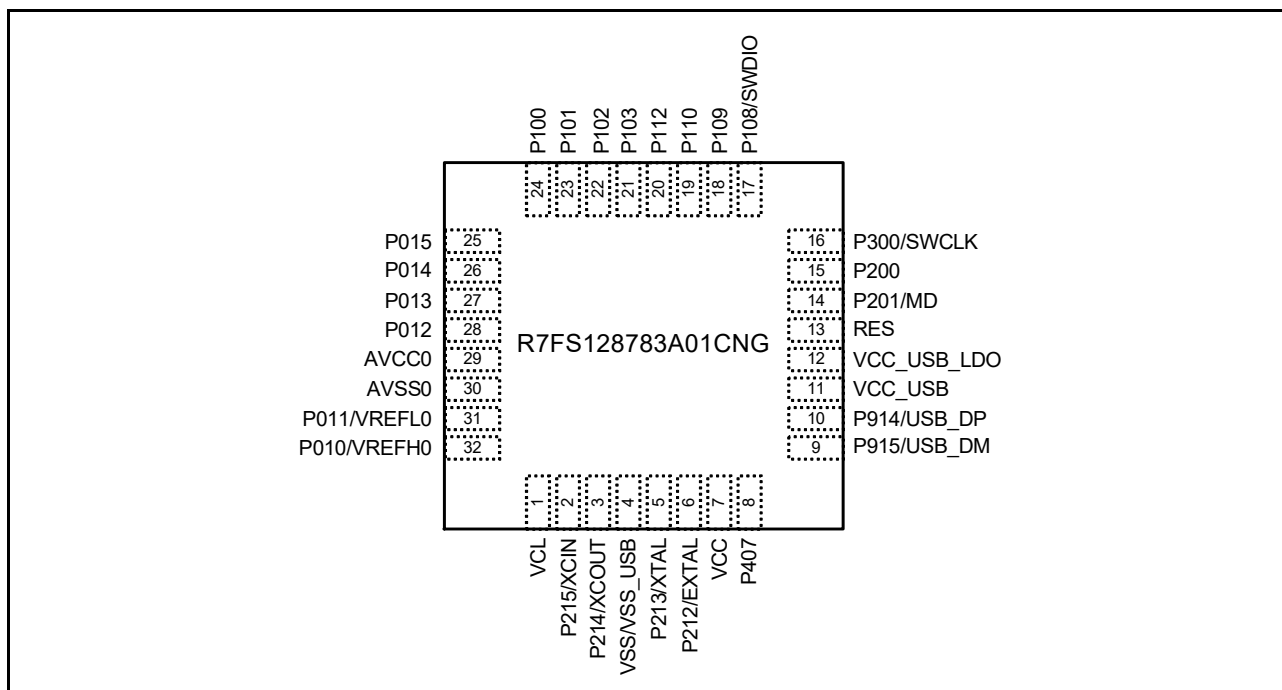 P100
P101
P102
P103
P112
P110
P109
P108/SWDIO
24
23
22
21
20
19
18
17
P015 25
P014 26
P013 27
P012 28
AVCC0 29
AVSS0 30
P011/VREFL0 31
P010/VREFH0 32
R7FS128783A01CNG
16 P300/SWCLK
15 P200
14 P201/MD
13 RES
12 VCC_USB_LDO
11 VCC_USB
10 P914/USB_DP
9 P915/USB_DM
1
2
3
4
5
6
7
8
VCL
P215/XCIN
P214/XCOUT
VSS/VSS_USB
P213/XTAL
P212/EXTAL
VCC
P407